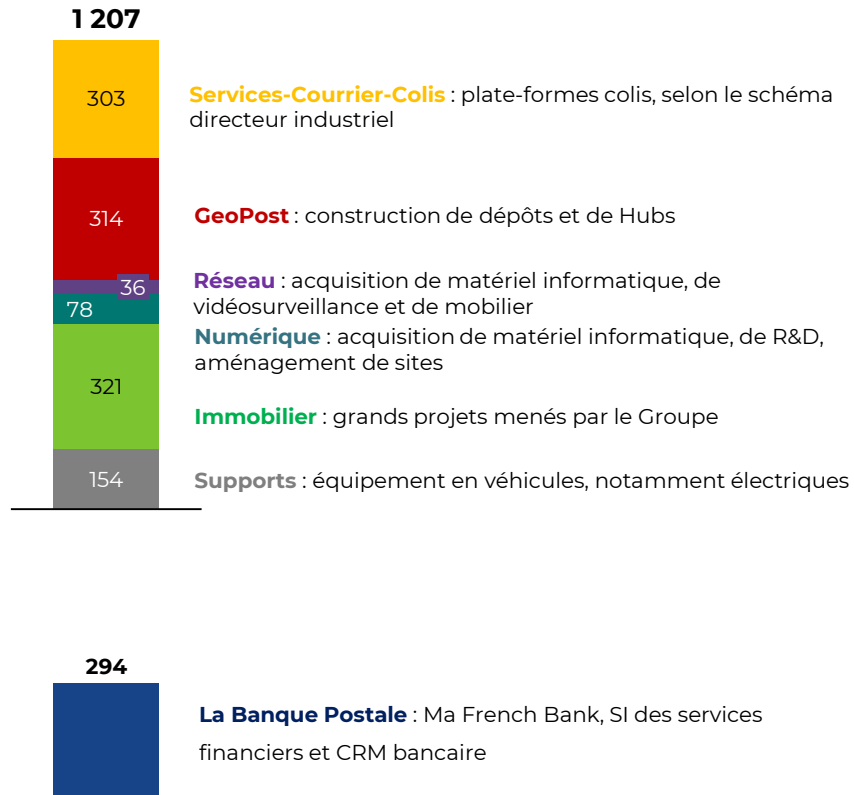 1 207
303
Services-Courrier-Colis : plate-formes colis, selon le schéma
directeur industriel
314
GeoPost : construction de dépôts et de Hubs
36
Réseau : acquisition de matériel informatique, de
vidéosurveillance et de mobilier
78
Numérique : acquisition de matériel informatique, de R&D,
aménagement de sites
321
Immobilier : grands projets menés par le Groupe
154
Supports : équipement en véhicules, notamment électriques
294
La Banque Postale : Ma French Bank, SI des services
financiers et CRM bancaire